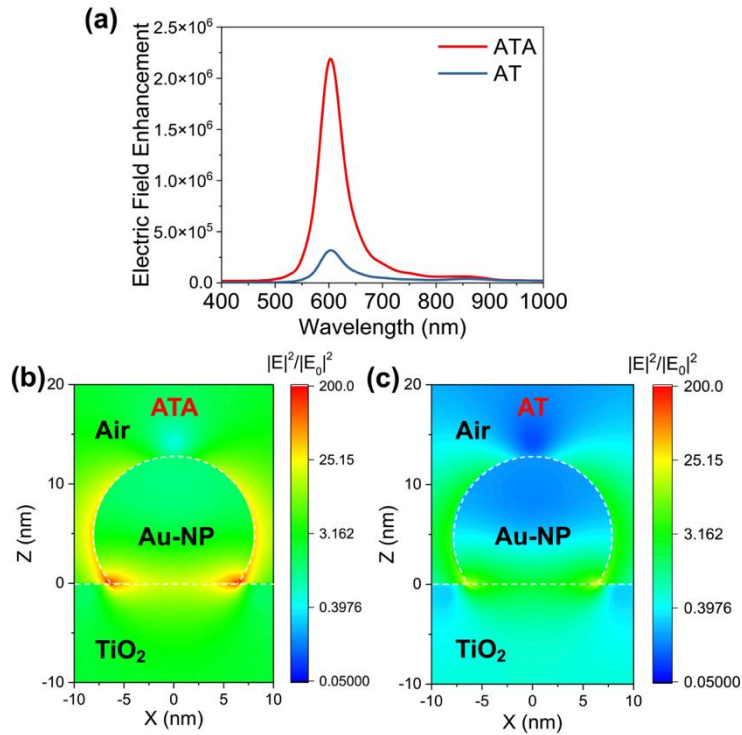 (a)
Electric Field Enhancement
2.5×10⁶
2.0×10⁶
1.5×10⁶
1.0×10⁶
5.0×10⁵
0.0
ATA
AT
400 500 600 700 800 900 1000
Wavelength (nm)
(b)
|E|²/|E₀|²
20
10
0
-10
Z (nm)
ATA
Air
Au-NP
TiO₂
-10 -5 0 5 10
X (nm)
200.0
25.15
3.162
0.3976
0.05000
(c)
|E|²/|E₀|²
20
10
0
-10
Z (nm)
AT
Air
Au-NP
TiO₂
-10 -5 0 5 10
X (nm)
200.0
25.15
3.162
0.3976
0.05000